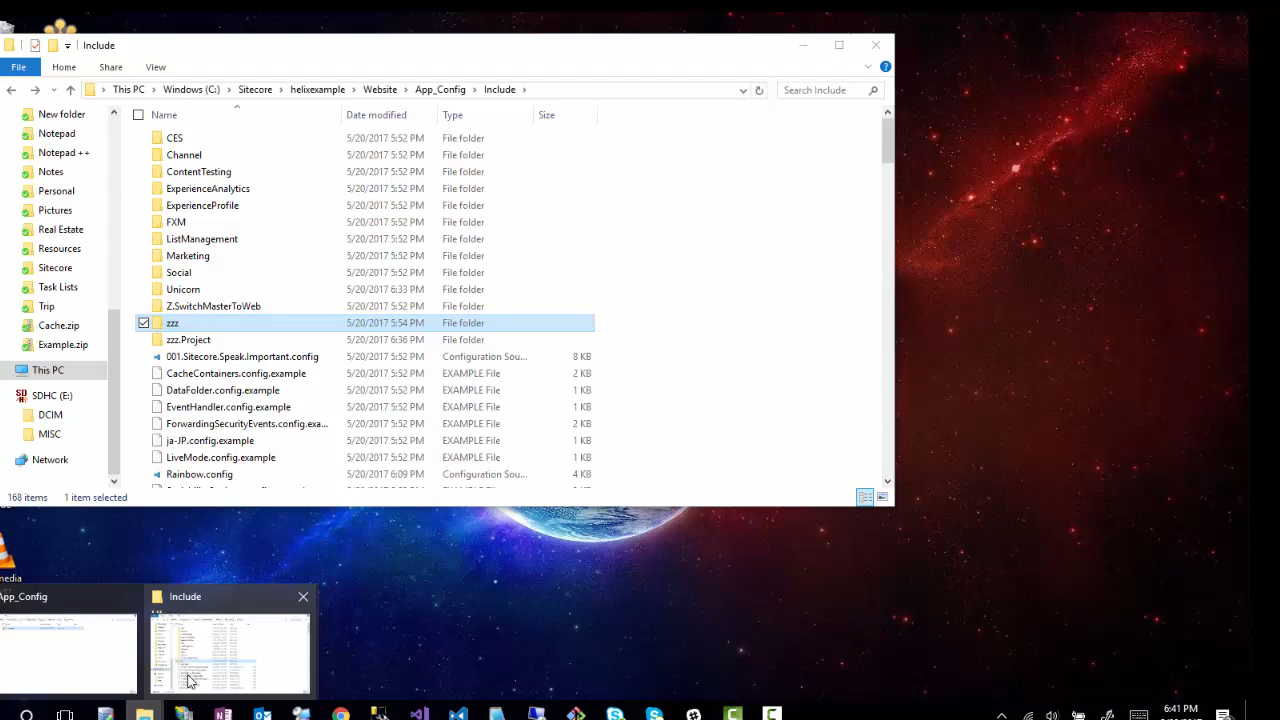 Include
File Home Share View
This PC Windows (C:) Sitecore helixexample Website App_Config Include Search Include
Name Date modified Type Size
New folder
Notepad
Notepad ++
Notes
Personal
Pictures
Real Estate
Resources
Sitecore
Task Lists
Trip
Cache.zip
Example.zip
This PC
SDHC (E:)
DCIM
MISC
Network
CES 5/20/2017 5:52 PM File folder
Channel 5/20/2017 5:52 PM File folder
ContentTesting 5/20/2017 5:52 PM File folder
ExperienceAnalytics 5/20/2017 5:52 PM File folder
ExperienceProfile 5/20/2017 5:52 PM File folder
FXM 5/20/2017 5:52 PM File folder
ListManagement 5/20/2017 5:52 PM File folder
Marketing 5/20/2017 5:52 PM File folder
Social 5/20/2017 5:52 PM File folder
Unicorn 5/20/2017 6:33 PM File folder
Z.SwitchMasterToWeb 5/20/2017 5:52 PM File folder
zzz 5/20/2017 5:54 PM File folder
zzz.Project 5/20/2017 6:36 PM File folder
001.Sitecore.Speak.Important.config 5/20/2017 5:52 PM Configuration Sou... 8 KB
CacheContainers.config.example 5/20/2017 5:52 PM EXAMPLE File 2 KB
DataFolder.config.example 5/20/2017 5:52 PM EXAMPLE File 1 KB
EventHandler.config.example 5/20/2017 5:52 PM EXAMPLE File 1 KB
ForwardingSecurityEvents.config.exa... 5/20/2017 5:52 PM EXAMPLE File 2 KB
ja-JP.config.example 5/20/2017 5:52 PM EXAMPLE File 1 KB
LiveMode.config.example 5/20/2017 5:52 PM EXAMPLE File 1 KB
Rainbow.config 5/20/2017 6:09 PM Configuration Sou... 4 KB
168 items 1 item selected
media
App_Config Include
6:41 PM